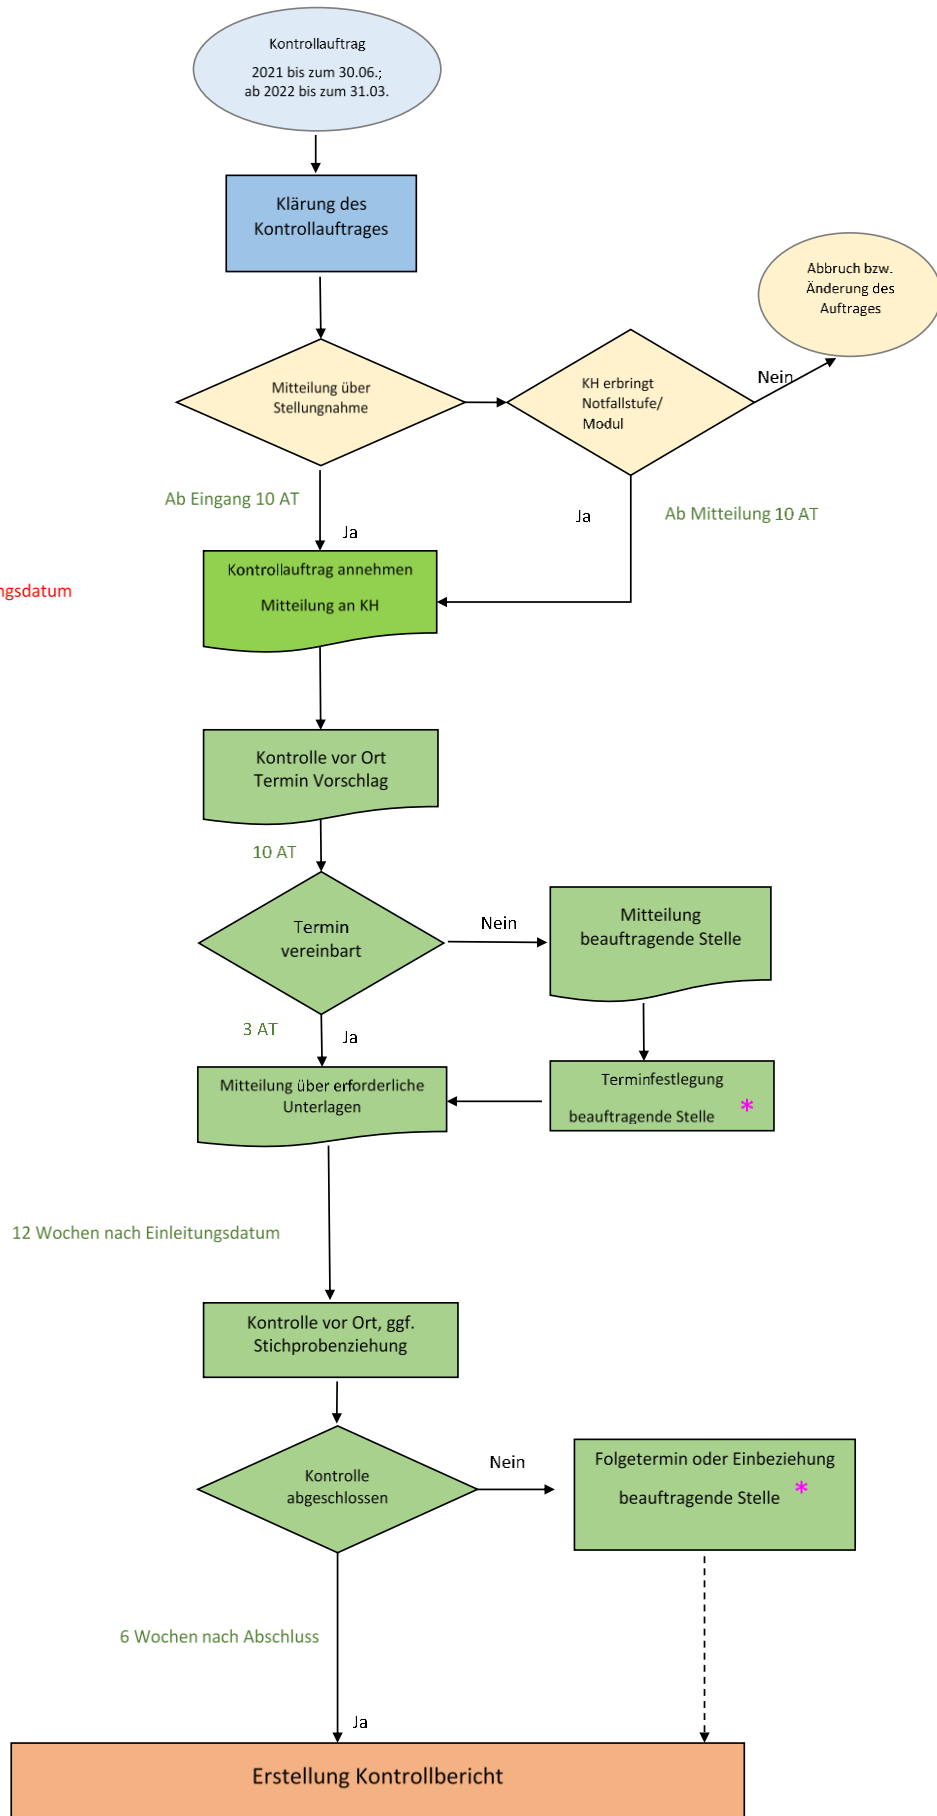 Kontrollauftrag
2021 bis zum 30.06.;
ab 2022 bis zum 31.03.
Klärung des
Kontrollauftrages
Abbruch bzw.
Änderung des
Auftrages
Mitteilung über
Stellungnahme
KH erbringt
Notfallstufe/
Modul
Nein
Ab Eingang 10 AT
Ja
Ja
Ab Mitteilung 10 AT
Kontrollauftrag annehmen
Mitteilung an KH
ngsdatum
Kontrolle vor Ort
Termin Vorschlag
10 AT
Termin
vereinbart
Nein
Mitteilung
beauftragende Stelle
3 AT
Ja
Mitteilung über erforderliche
Unterlagen
Terminfestlegung
beauftragende Stelle *
12 Wochen nach Einleitungsdatum
Kontrolle vor Ort, ggf.
Stichprobenziehung
Kontrolle
abgeschlossen
Nein
Folgetermin oder Einbeziehung
beauftragende Stelle *
6 Wochen nach Abschluss
Ja
Erstellung Kontrollbericht